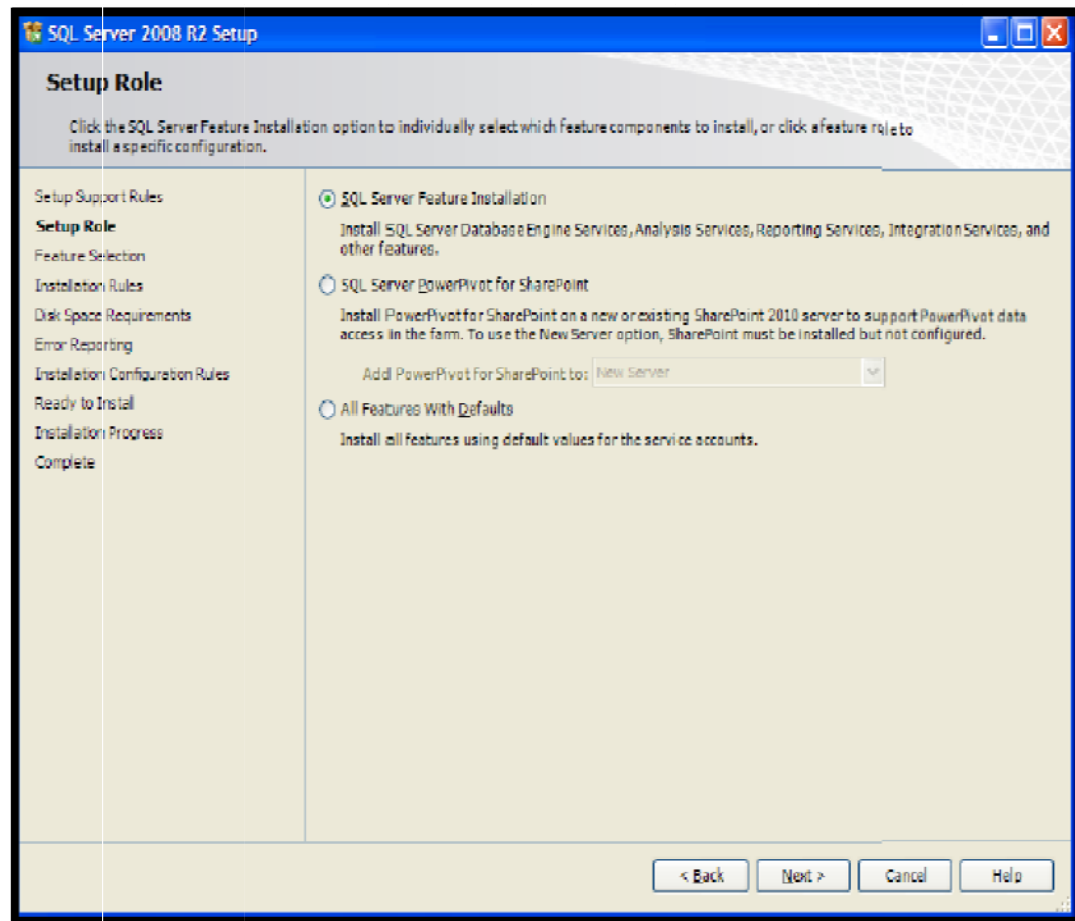 SQL Server 2008 R2 Setup
Setup Role
Click the SQL Server Feature Installation option to individually select which feature components to install, or click a feature role to
install a specific configuration.
Setup Support Rules
Setup Role
Feature Selection
Installation Rules
Disk Space Requirements
Error Reporting
Installation Configuration Rules
Ready to Install
Installation Progress
Complete
SQL Server Feature Installation
Install SQL Server Database Engine Services, Analysis Services, Reporting Services, Integration Services, and
other features.
SQL Server PowerPivot for SharePoint
Install PowerPivot for SharePoint on a new or existing SharePoint 2010 server to support PowerPivot data
access in the farm. To use the New Server option, SharePoint must be installed but not configured.
Add PowerPivot for SharePoint to: New Server
All Features With Defaults
Install all features using default values for the service accounts.
< Back Next > Cancel Help